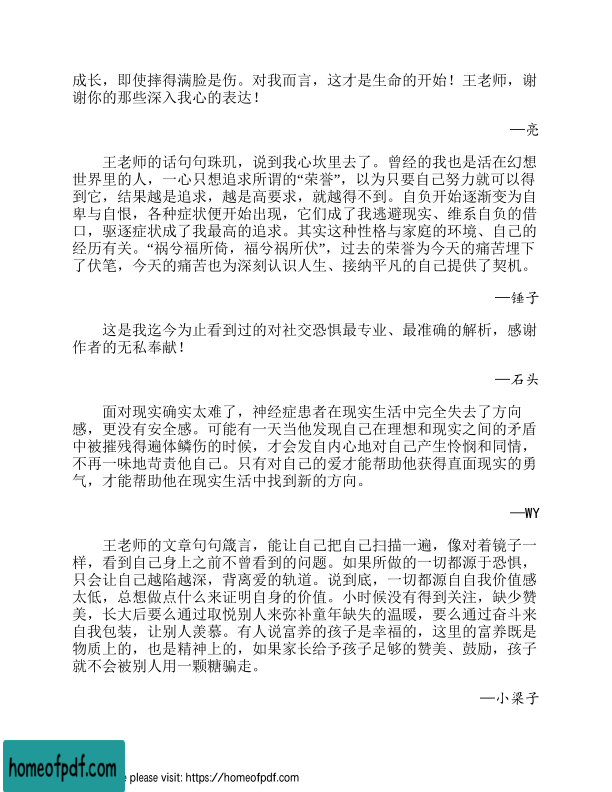 成长，即使摔得满脸是伤。对我而言，这才是生命的开始！王老师，谢
谢你的那些深入我心的表达！
—亮
王老师的话句句珠玑，说到我心坎里去了。曾经的我也是活在幻想
世界里的人，一心只想追求所谓的“荣誉”，以为只要自己努力就可以得
到它，结果越是追求，越是高要求，就越得不到。自负开始逐渐变为自
卑与自恨，各种症状便开始出现，它们成了我逃避现实、维系自负的借
口，驱逐症状成了我最高的追求。其实这种性格与家庭的环境、自己的
经历有关。“祸兮福所倚，福兮祸所伏”，过去的荣誉为今天的痛苦埋下
了伏笔，今天的痛苦也为深刻认识人生、接纳平凡的自己提供了契机。
—锤子
这是我迄今为止看到过的对社交恐惧最专业、最准确的解析，感谢
作者的无私奉献！
—石头
面对现实确实太难了，神经症患者在现实生活中完全失去了方向
感，更没有安全感。可能有一天当他发现自己在理想和现实之间的矛盾
中被摧残得遍体鳞伤的时候，才会发自内心地对自己产生怜悯和同情，
不再一味地苛责他自己。只有对自己的爱才能帮助他获得直面现实的勇
气，才能帮助他在现实生活中找到新的方向。
—WY
王老师的文章句句箴言，能让自己把自己扫描一遍，像对着镜子一
样，看到自己身上之前不曾看到的问题。如果所做的一切都源于恐惧，
只会让自己越陷越深，背离爱的轨道。说到底，一切都源自自我价值感
太低，总想做点什么来证明自身的价值。小时候没有得到关注，缺少赞
美，长大后要么通过取悦别人来弥补童年缺失的温暖，要么通过奋斗来
自我包装，让别人羡慕。有人说富养的孩子是幸福的，这里的富养既是
物质上的，也是精神上的，如果家长给予孩子足够的赞美、鼓励，孩子
就不会被别人用一颗糖骗走。
—小梁子
homeofpdf.com
please visit: https://homeofpdf.com